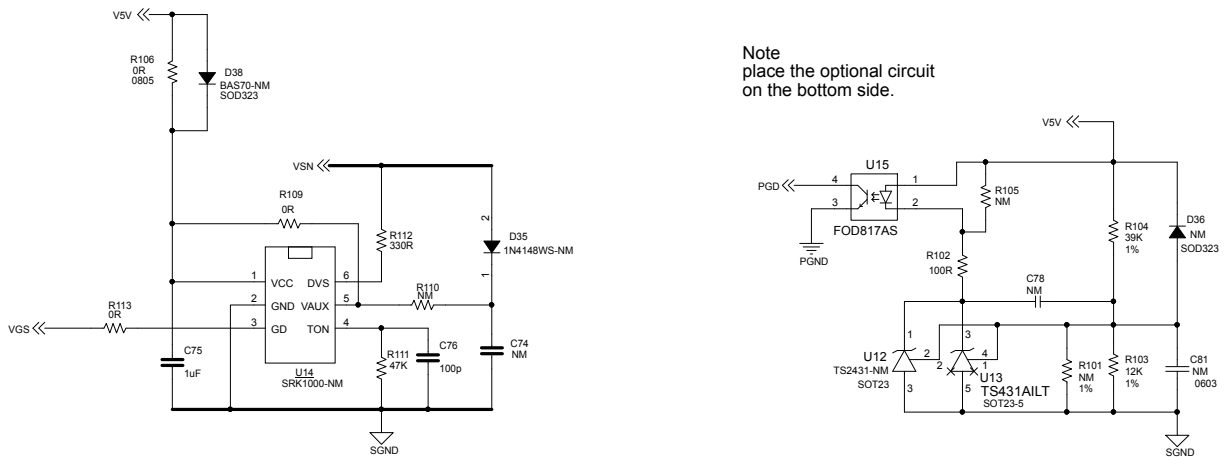 V5V
R106
0R
0805
D38
BAS70-NM
SOD323
VSN
R109
0R
R112
330R
2
D35
1N4148WS-NM
1
1
VCC
DVS
6
2
GND
VAUX
5
R110
NM
3
GD
TON
4
VGS
R113
0R
C75
1uF
U14
SRK1000-NM
R111
47K
C76
100p
C74
NM
SGND
Note
place the optional circuit
on the bottom side.
V5V
U15
PGD
4
1
3
2
FOD817AS
PGND
R105
NM
R104
39K
1%
D36
NM
SOD323
R102
100R
C78
NM
1
3
U12
2
2
4
1
TS2431-NM
SOT23
3
U13
TS431AILT
5
SOT23-5
R101
NM
1%
R103
12K
1%
C81
NM
0603
SGND